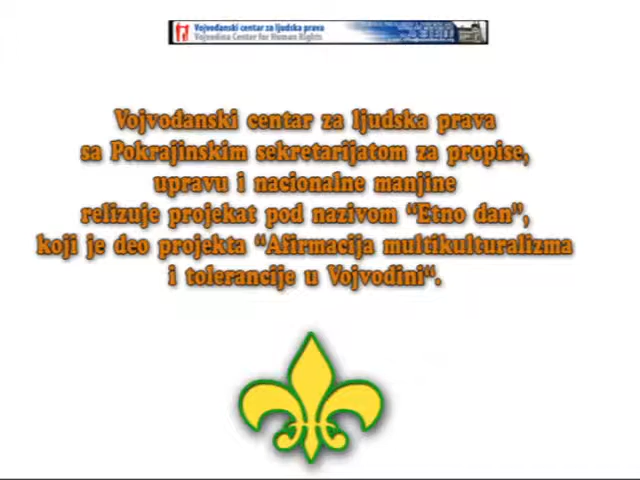 Vojvođanski centar za ljudska prava
Vojvodina Center for Human Rights
Vojvođanski centar za ljudska prava
sa Pokrajinskim sekretarijatom za propise,
upravu i nacionalne manjine
relizuje projekat pod nazivom "Etno dan",
koji je deo projekta "Afirmacija multikulturalizma
i tolerancije u Vojvodini".